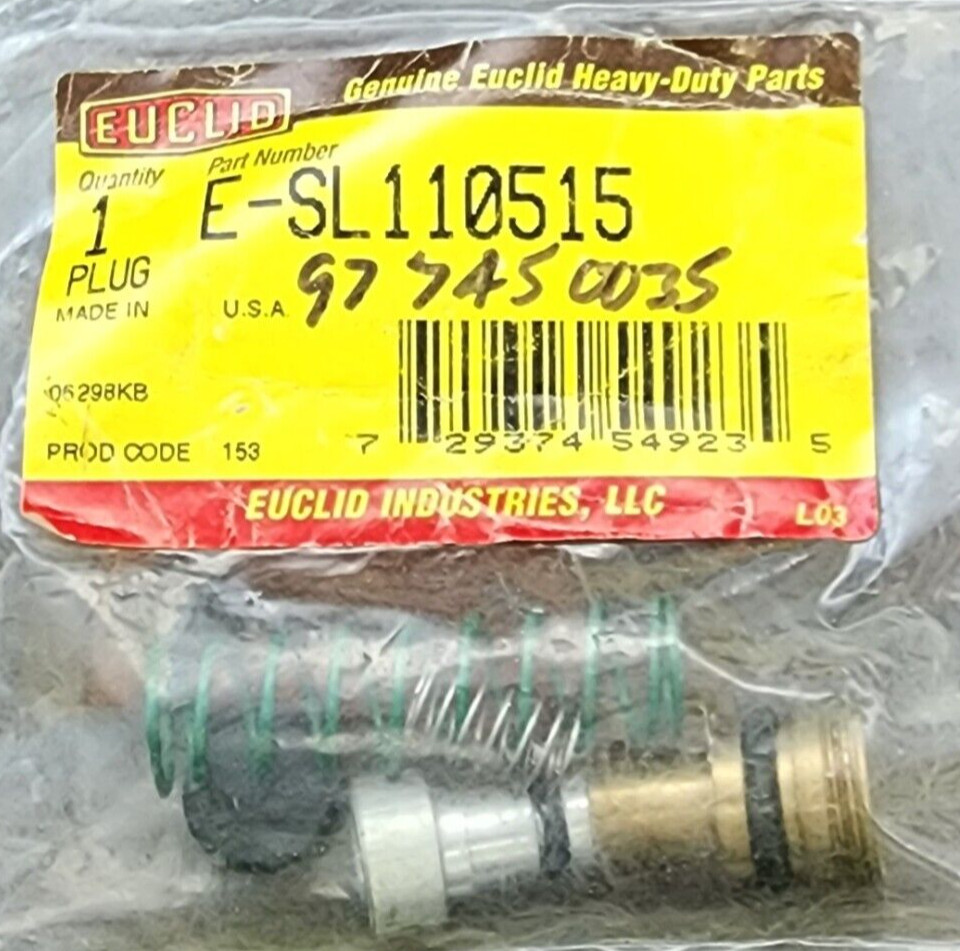 Genuine Euclid Heavy-Duty Parts
EUCLID
Quantity Part Number
1 E-SL110515
PLUG
97 745 0035
MADE IN U.S.A.
06298KB
PROD CODE 153
7 29374 54923 5
EUCLID INDUSTRIES, LLC
L03